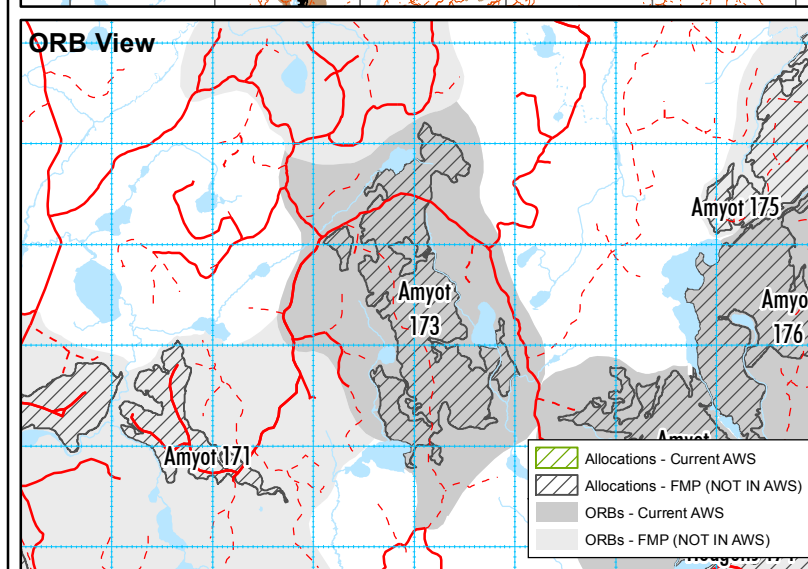 ORB View
Amyot 175
Amyot
173
Amyo
176
Amyot
Amyot 171
Allocations - Current AWS
Allocations - FMP (NOT IN AWS)
ORBs - Current AWS
ORBs - FMP (NOT IN AWS)